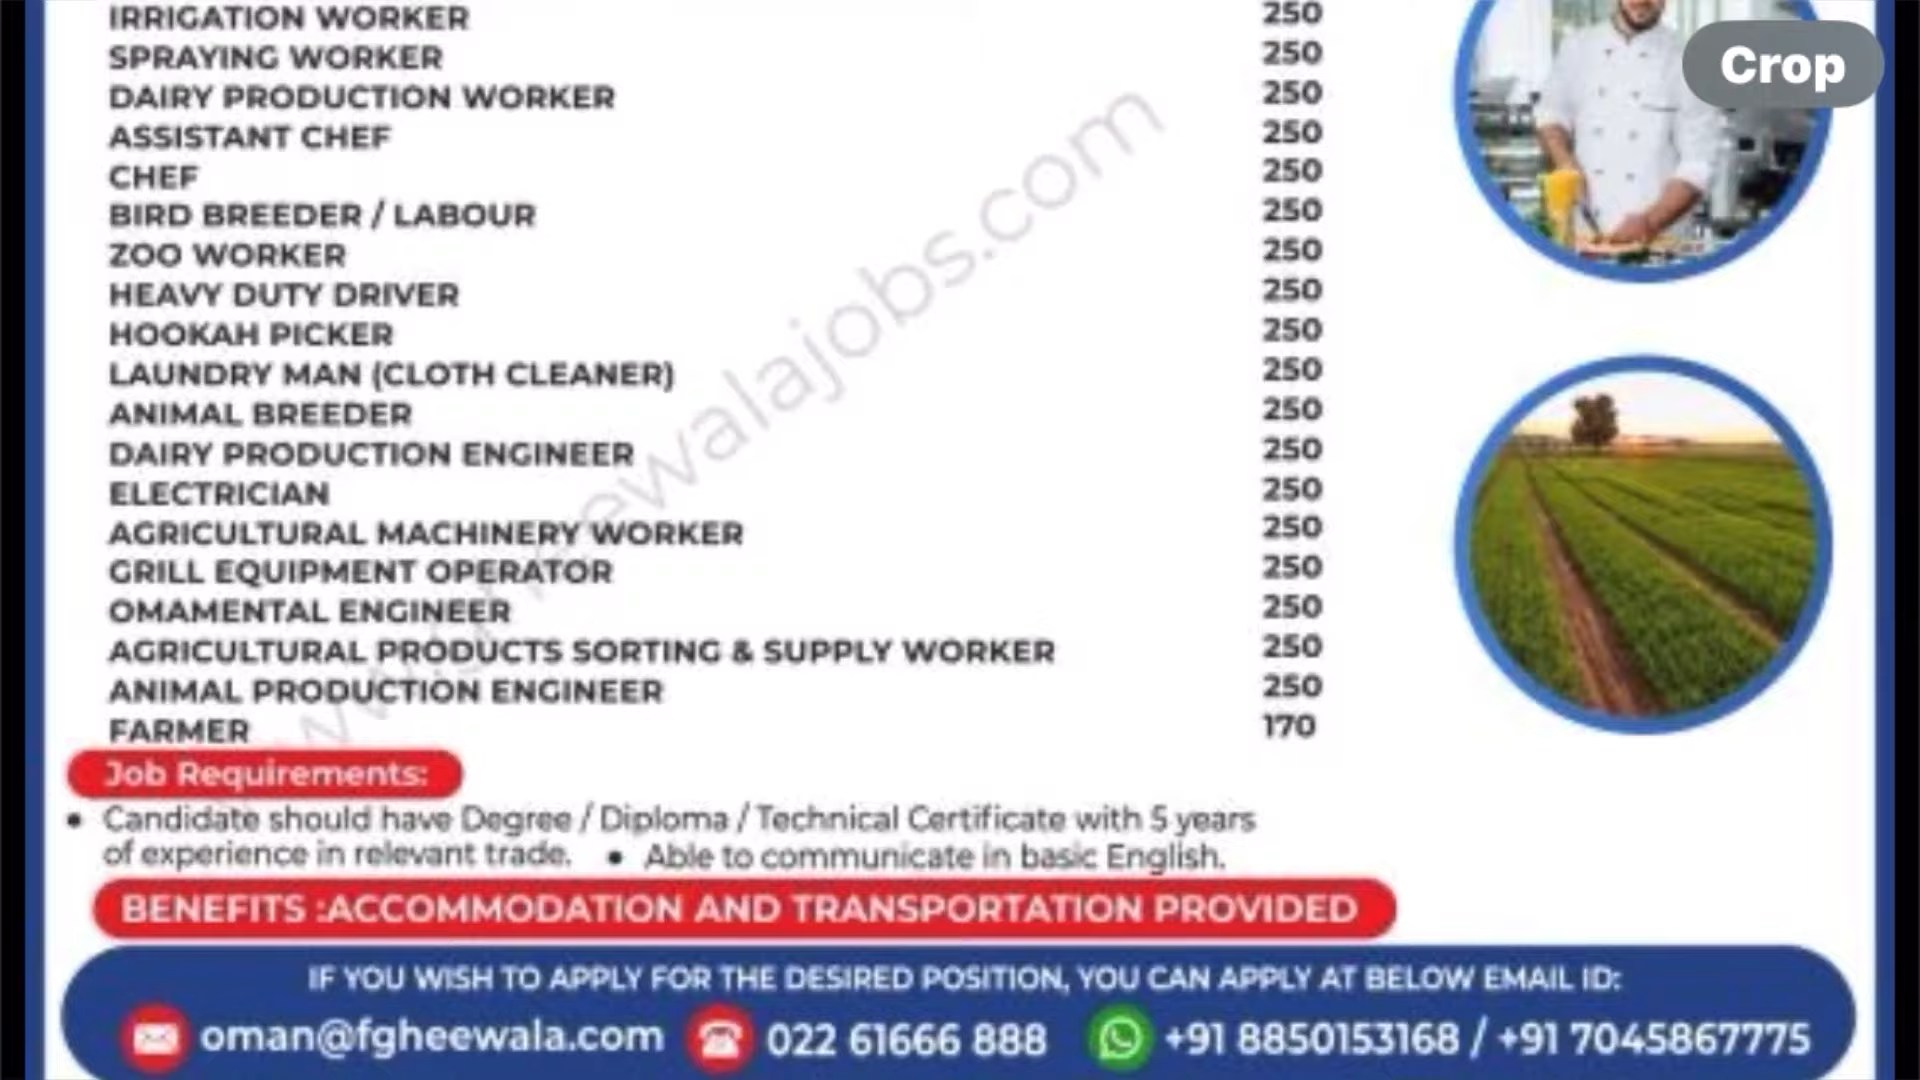 IRRIGATION WORKER 250
SPRAYING WORKER 250
DAIRY PRODUCTION WORKER 250
ASSISTANT CHEF 250
CHEF 250
BIRD BREEDER / LABOUR 250
ZOO WORKER 250
HEAVY DUTY DRIVER 250
HOOKAH PICKER 250
LAUNDRY MAN (CLOTH CLEANER) 250
ANIMAL BREEDER 250
DAIRY PRODUCTION ENGINEER 250
ELECTRICIAN 250
AGRICULTURAL MACHINERY WORKER 250
GRILL EQUIPMENT OPERATOR 250
OMAMENTAL ENGINEER 250
AGRICULTURAL PRODUCTS SORTING & SUPPLY WORKER 250
ANIMAL PRODUCTION ENGINEER 250
FARMER 170
Crop
www.gheewalajobs.com
Job Requirements:
• Candidate should have Degree / Diploma / Technical Certificate with 5 years
of experience in relevant trade. • Able to communicate in basic English.
BENEFITS :ACCOMMODATION AND TRANSPORTATION PROVIDED
IF YOU WISH TO APPLY FOR THE DESIRED POSITION, YOU CAN APPLY AT BELOW EMAIL ID:
oman@fgheewala.com 022 61666 888 +91 8850153168 / +91 7045867775